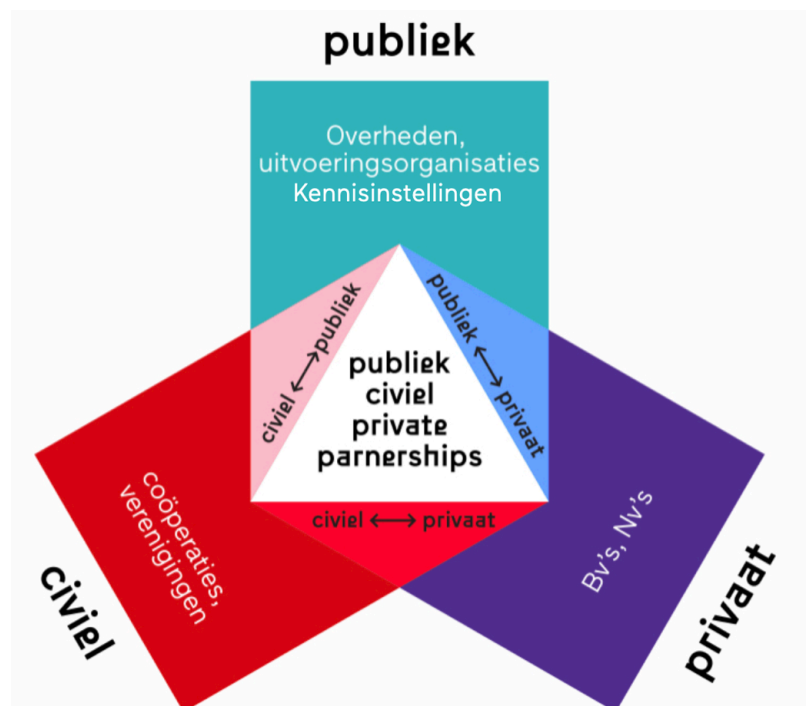 publiek
Overheden,
uitvoeringsorganisaties
Kennisinstellingen
civiel ⟷ publiek
publiek ⟷ privaat
publiek
civiel
private
parnerships
civiel ⟷ privaat
coöperaties,
verenigingen
Bv's, Nv's
civiel
privaat